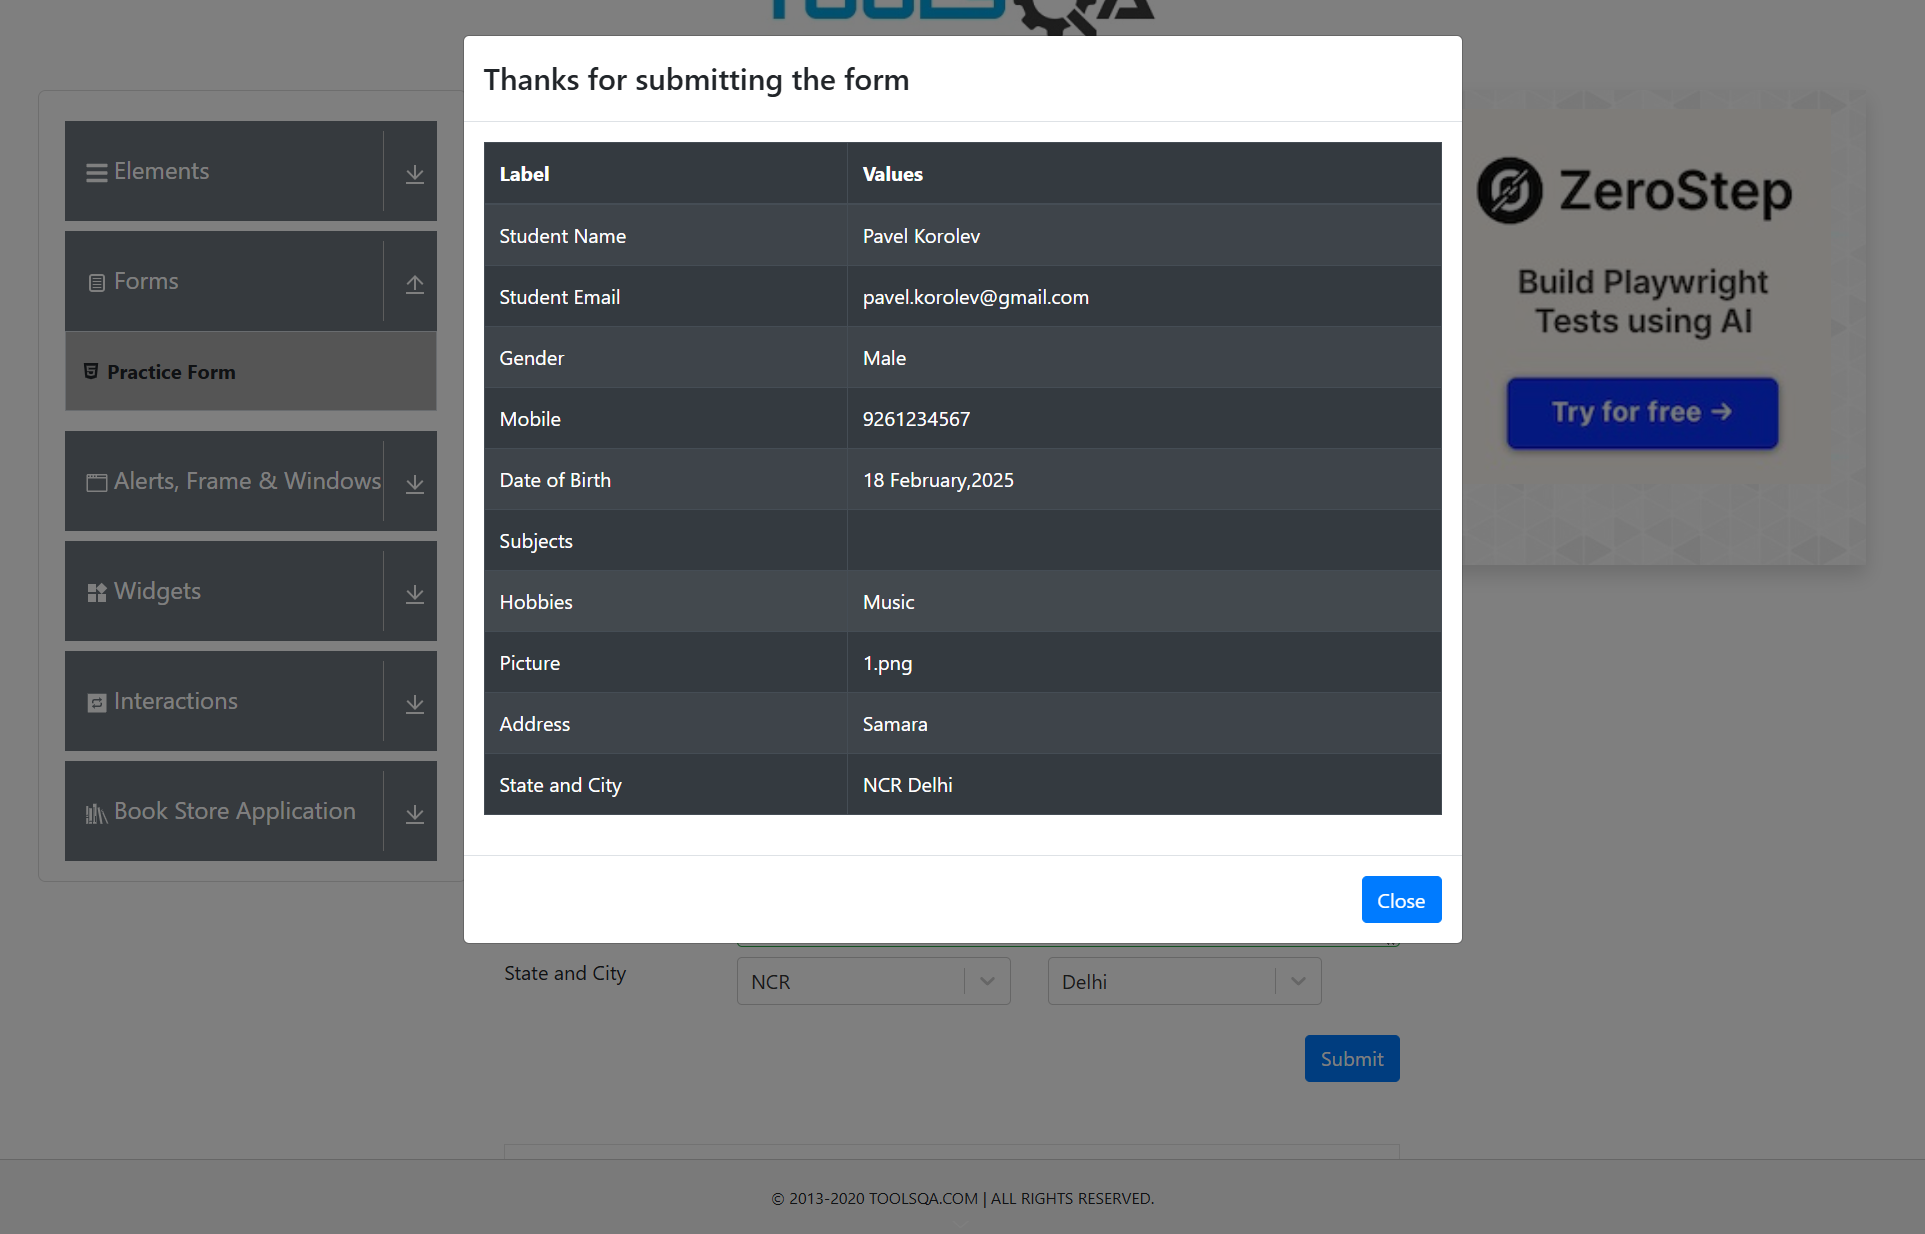 Thanks for submitting the form
Label Values
Student Name Pavel Korolev
Student Email pavel.korolev@gmail.com
Gender Male
Mobile 9261234567
Date of Birth 18 February,2025
Subjects
Hobbies Music
Picture 1.png
Address Samara
State and City NCR Delhi
Close
Elements
Forms
Practice Form
Alerts, Frame & Windows
Widgets
Interactions
Book Store Application
ZeroStep
Build Playwright
Tests using AI
Try for free →
State and City NCR Delhi
Submit
© 2013-2020 TOOLSQA.COM | ALL RIGHTS RESERVED.